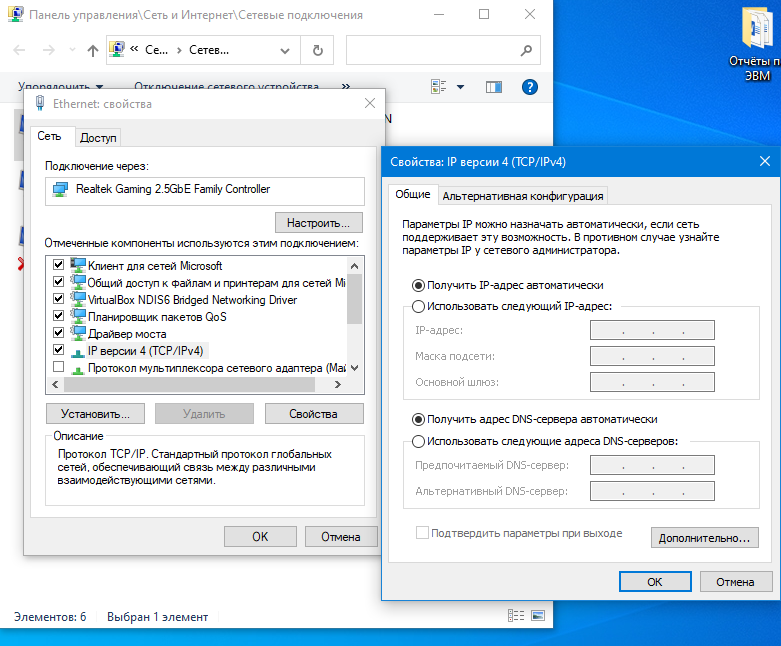 Панель управления\Сеть и Интернет\Сетевые подключения
« Се... › Сетев...
Упорядочить
Отключение сетевого устройства
»
Отчёты п
ЭВМ
Ethernet: свойства
Сеть
Доступ
Подключение через:
Realtek Gaming 2.5GbE Family Controller
Настроить...
Отмеченные компоненты используются этим подключением:
Клиент для сетей Microsoft
Общий доступ к файлам и принтерам для сетей Mi
VirtualBox NDIS6 Bridged Networking Driver
Планировщик пакетов QoS
Драйвер моста
IP версии 4 (TCP/IPv4)
Протокол мультиплексора сетевого адаптера (Май
Установить...
Удалить
Свойства
Описание
Протокол TCP/IP. Стандартный протокол глобальных
сетей, обеспечивающий связь между различными
взаимодействующими сетями.
OK
Отмена
N
Свойства: IP версии 4 (TCP/IPv4)
Общие
Альтернативная конфигурация
Параметры IP можно назначать автоматически, если сеть
поддерживает эту возможность. В противном случае узнайте
параметры IP у сетевого администратора.
Получить IP-адрес автоматически
Использовать следующий IP-адрес:
IP-адрес:
Маска подсети:
Основной шлюз:
Получить адрес DNS-сервера автоматически
Использовать следующие адреса DNS-серверов:
Предпочитаемый DNS-сервер:
Альтернативный DNS-сервер:
Подтвердить параметры при выходе
Дополнительно...
OK
Отмена
Элементов: 6
Выбран 1 элемент